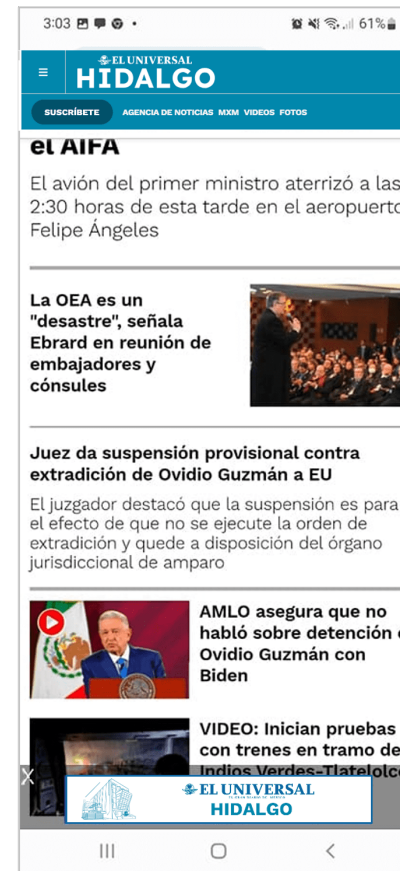 3:03
61%
EL UNIVERSAL
HIDALGO
SUSCRÍBETE AGENCIA DE NOTICIAS MXM VIDEOS FOTOS
el AIFA
El avión del primer ministro aterrizó a las
2:30 horas de esta tarde en el aeropuerto
Felipe Ángeles
La OEA es un
"desastre", señala
Ebrard en reunión de
embajadores y
cónsules
Juez da suspensión provisional contra
extradición de Ovidio Guzmán a EU
El juzgador destacó que la suspensión es para
el efecto de que no se ejecute la orden de
extradición y quede a disposición del órgano
jurisdiccional de amparo
AMLO asegura que no
habló sobre detención
Ovidio Guzmán con
Biden
VIDEO: Inician pruebas
con trenes en tramo de
Indios Verdes-Tlatelolco
X
EL UNIVERSAL
HIDALGO